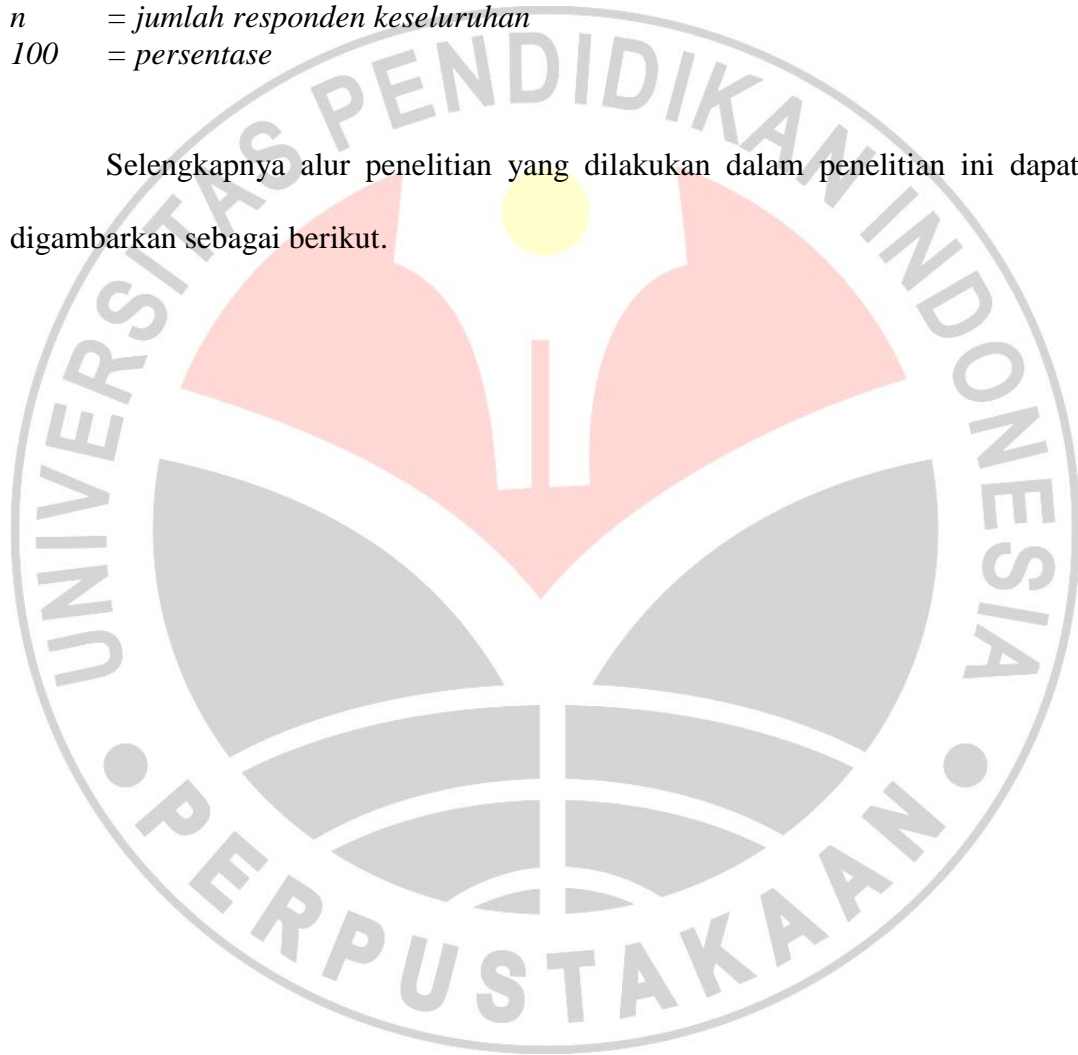 n = jumlah responden keseluruhan
100 = persentase
Selengkapnya alur penelitian yang dilakukan dalam penelitian ini dapat
digambarkan sebagai berikut.
UNIVERSITAS PENDIDIKAN INDONESIA
PERPUSTAKAAN